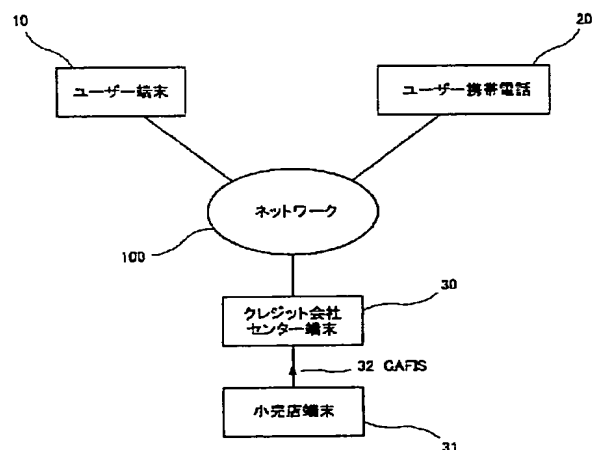 10
20
ユーザー端末
ユーザー携帯電話
ネットワーク
100
30
クレジット会社
センター端末
32 CAFIS
小売店端末
31